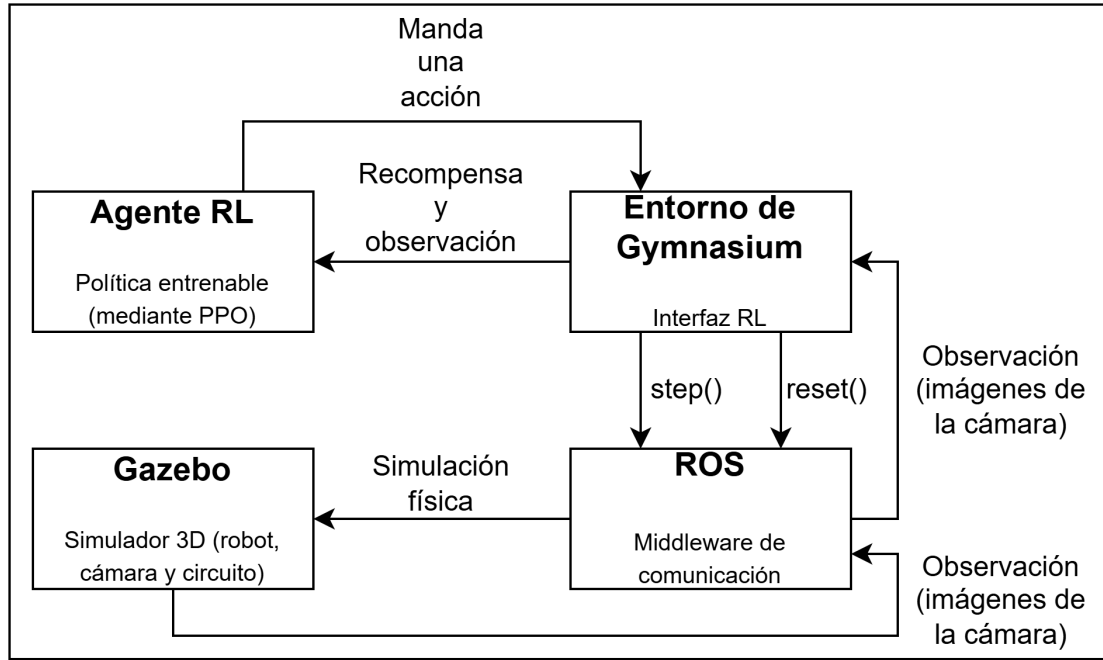 Manda
una
acción
Recompensa
y
observación
Agente RL
Política entrenable
(mediante PPO)
Entorno de
Gymnasium
Interfaz RL
step()
reset()
Observación
(imágenes de
la cámara)
Gazebo
Simulador 3D (robot,
cámara y circuito)
Simulación
física
ROS
Middleware de
comunicación
Observación
(imágenes de
la cámara)